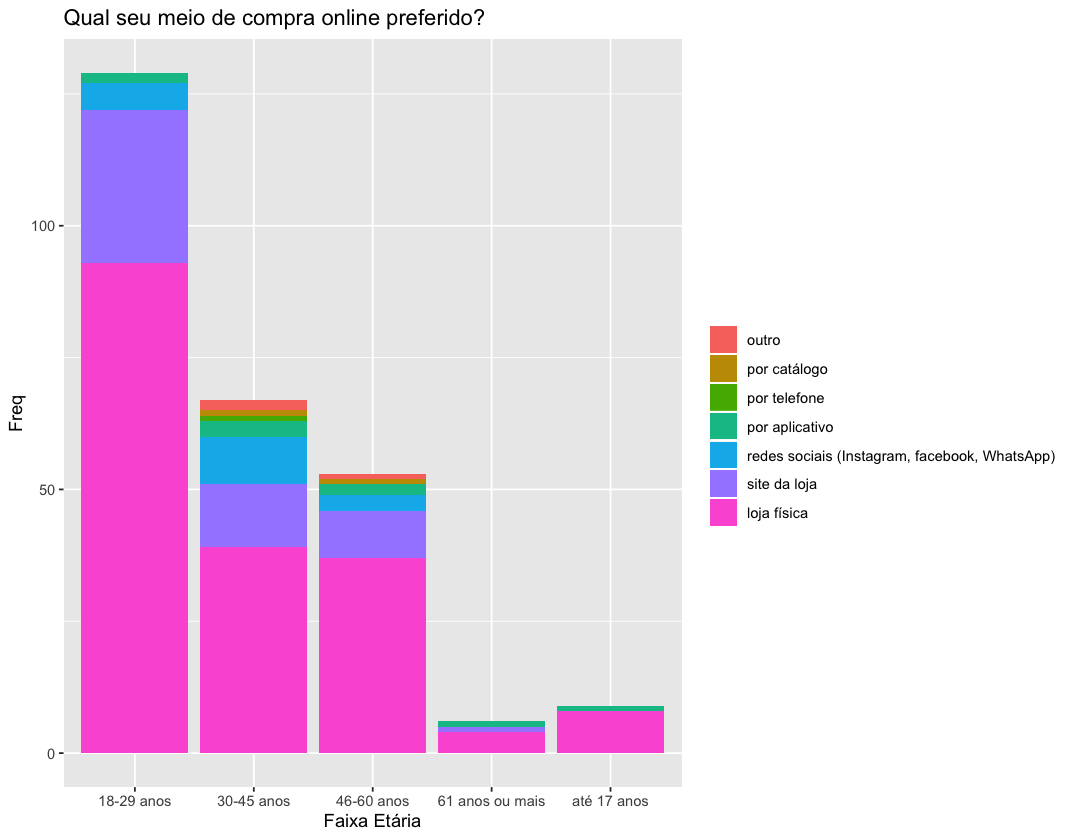 Qual seu meio de compra online preferido?
100
50
0
Freq
18-29 anos
30-45 anos
46-60 anos
61 anos ou mais
até 17 anos
Faixa Etária
outro
por catálogo
por telefone
por aplicativo
redes sociais (Instagram, facebook, WhatsApp)
site da loja
loja física